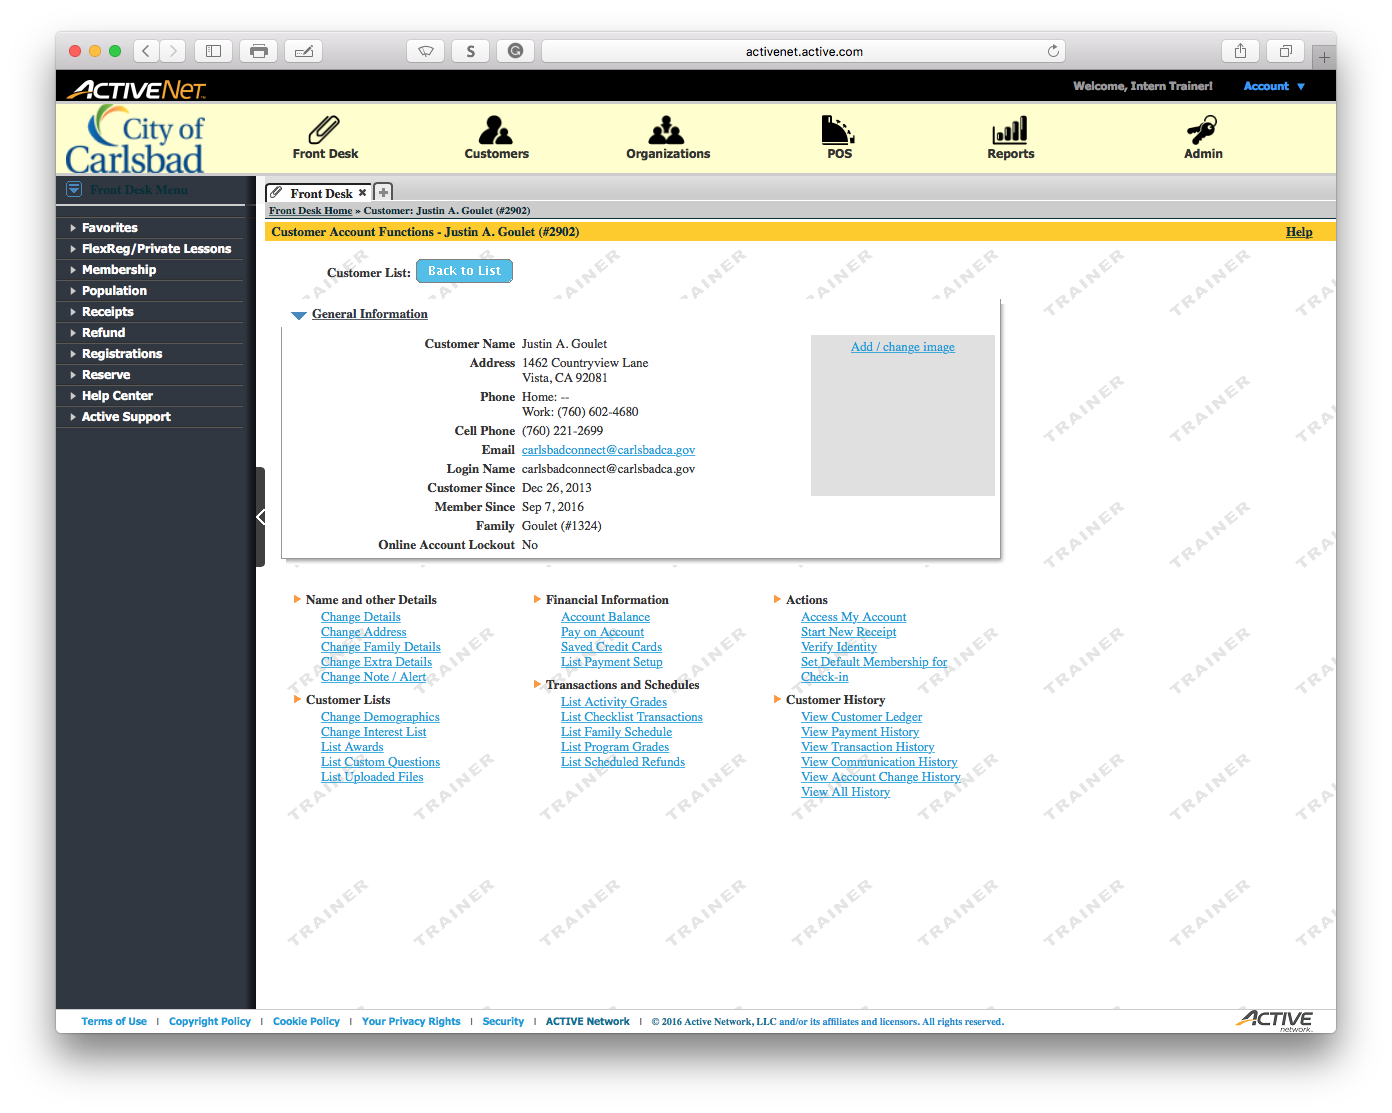 S
activenet.active.com
ACTIVENET
Welcome, Intern Trainer!
Account
City of
Carlsbad
Front Desk
Customers
Organizations
POS
Reports
Admin
Front Desk Menu
Favorites
FlexReg/Private Lessons
Membership
Population
Receipts
Refund
Registrations
Reserve
Help Center
Active Support
Front Desk
Front Desk Home » Customer: Justin A. Goulet (#2902)
Customer Account Functions - Justin A. Goulet (#2902)
Help
Customer List: Back to List
General Information
Customer Name Justin A. Goulet
Address 1462 Countryview Lane
Vista, CA 92081
Phone Home: --
Work: (760) 602-4680
Cell Phone (760) 221-2699
Email carlsbadconnect@carlsbadca.gov
Login Name carlsbadconnect@carlsbadca.gov
Customer Since Dec 26, 2013
Member Since Sep 7, 2016
Family Goulet (#1324)
Online Account Lockout No
Add / change image
Name and other Details
Change Details
Change Address
Change Family Details
Change Extra Details
Change Note / Alert
Customer Lists
Change Demographics
Change Interest List
List Awards
List Custom Questions
List Uploaded Files
Financial Information
Account Balance
Pay on Account
Saved Credit Cards
List Payment Setup
Transactions and Schedules
List Activity Grades
List Checklist Transactions
List Family Schedule
List Program Grades
List Scheduled Refunds
Actions
Access My Account
Start New Receipt
Verify Identity
Set Default Membership for
Check-in
Customer History
View Customer Ledger
View Payment History
View Transaction History
View Communication History
View Account Change History
View All History
TRAINER
Terms of Use | Copyright Policy | Cookie Policy | Your Privacy Rights | Security | ACTIVE Network | © 2016 Active Network, LLC and/or its affiliates and licensors. All rights reserved.
ACTIVE
network.